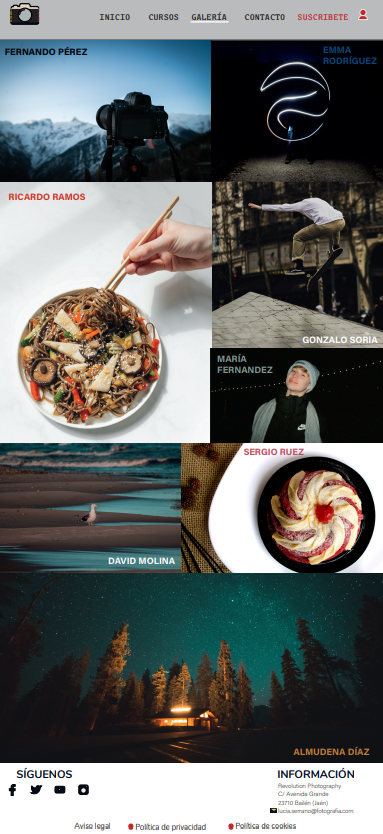 INICIO CURSOS GALERÍA CONTACTO SUSCRIBETE
FERNANDO PÉREZ
EMMA
RODRÍGUEZ
RICARDO RAMOS
GONZALO SORIA
MARÍA
FERNANDEZ
SERGIO RUEZ
DAVID MOLINA
ALMUDENA DÍAZ
SÍGUENOS
INFORMACIÓN
Revolution Photography
C/ Avenida Grande
23710 Bailén (Jaén)
lucia.serrano@fotografia.com
Aviso legal Política de privacidad Política de cookies